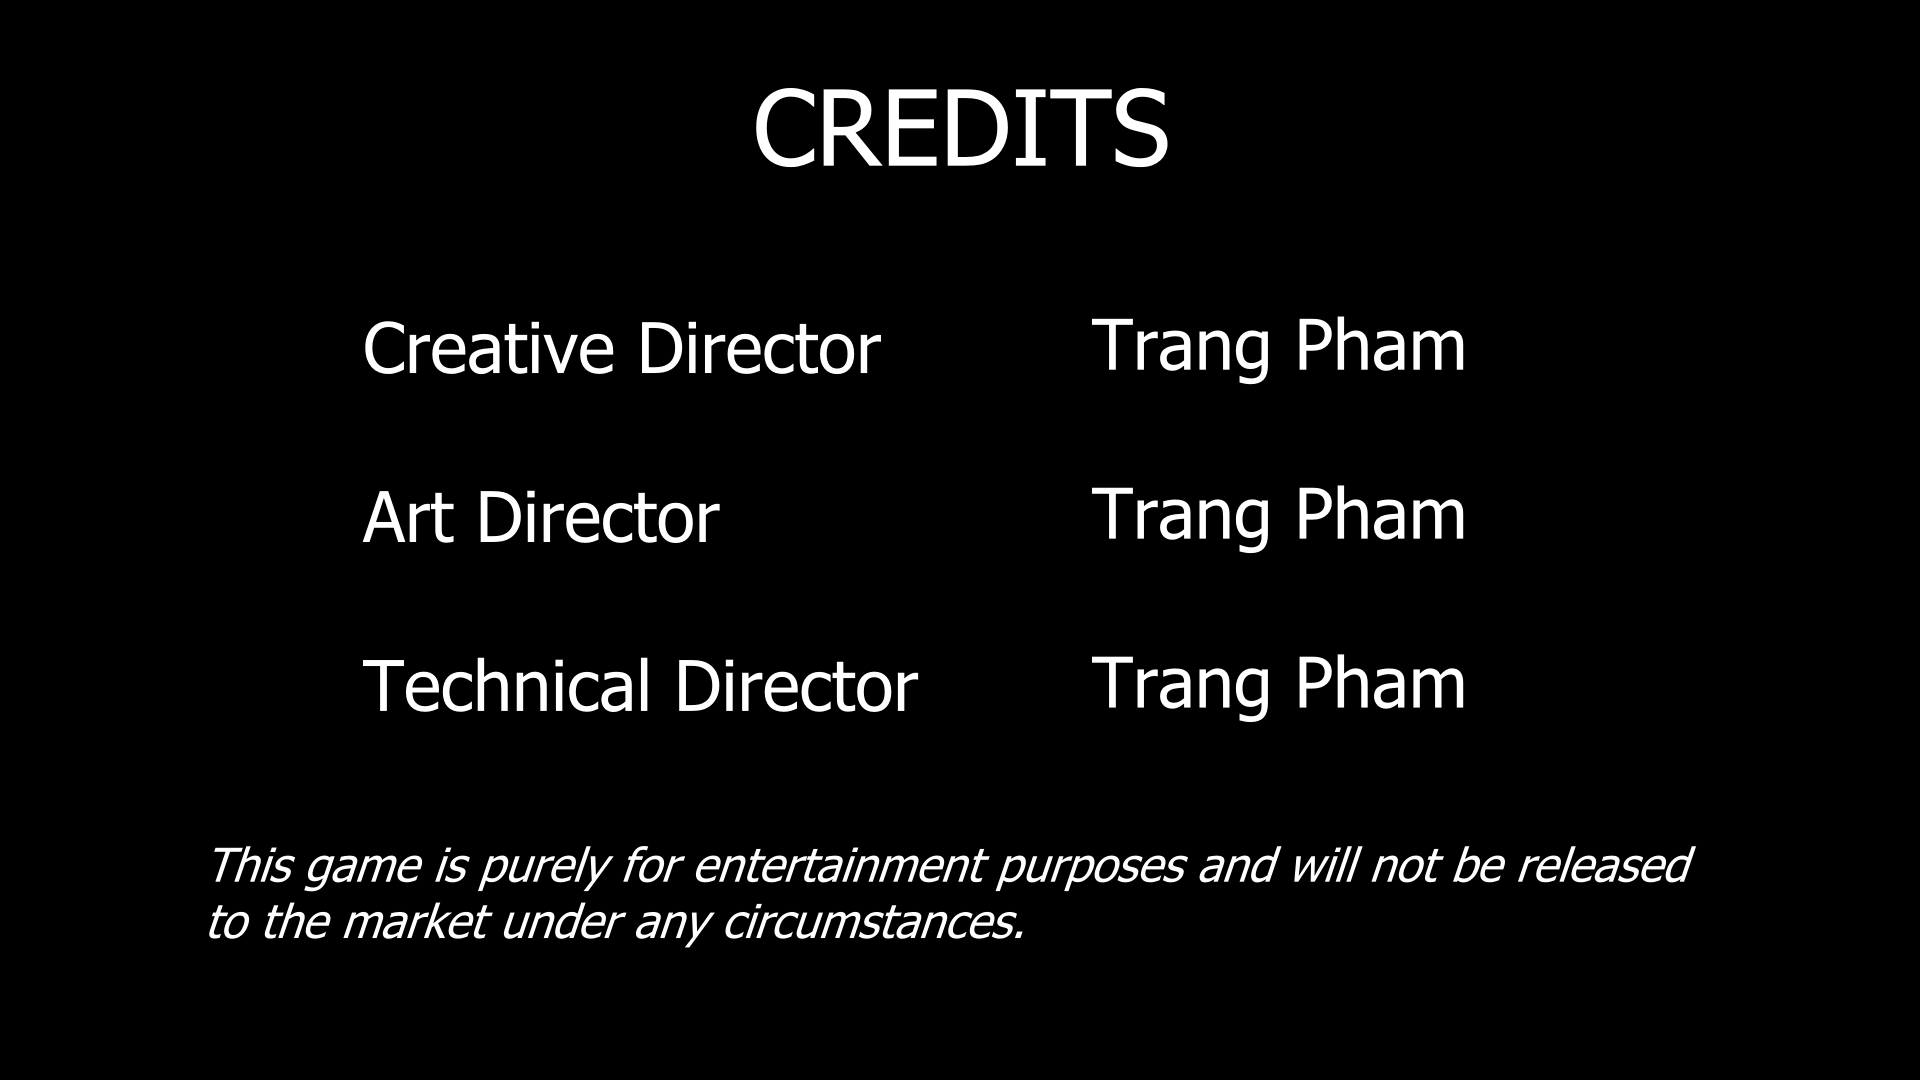 CREDITS
Creative Director Trang Pham
Art Director Trang Pham
Technical Director Trang Pham
This game is purely for entertainment purposes and will not be released
to the market under any circumstances.